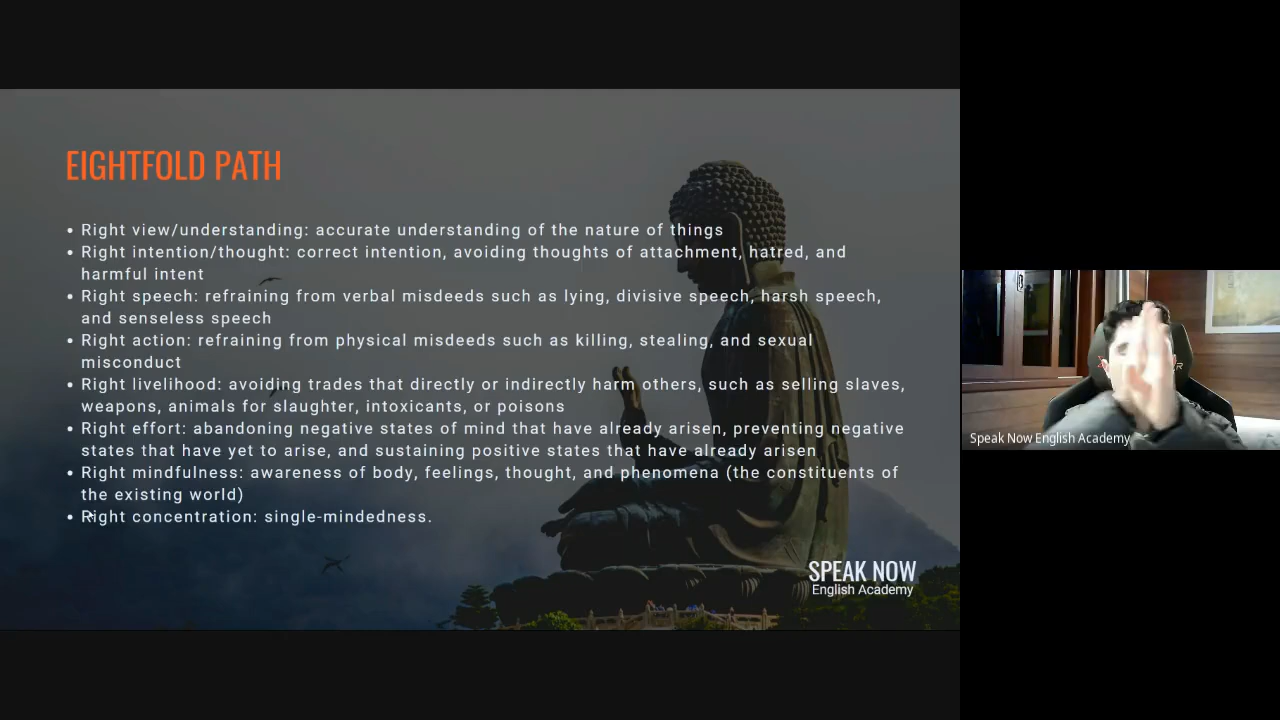 EIGHTFOLD PATH
• Right view/understanding: accurate understanding of the nature of things
• Right intention/thought: correct intention, avoiding thoughts of attachment, hatred, and
harmful intent
• Right speech: refraining from verbal misdeeds such as lying, divisive speech, harsh speech,
and senseless speech
• Right action: refraining from physical misdeeds such as killing, stealing, and sexual
misconduct
• Right livelihood: avoiding trades that directly or indirectly harm others, such as selling slaves,
weapons, animals for slaughter, intoxicants, or poisons
• Right effort: abandoning negative states of mind that have already arisen, preventing negative
states that have yet to arise, and sustaining positive states that have already arisen
• Right mindfulness: awareness of body, feelings, thought, and phenomena (the constituents of
the existing world)
• Right concentration: single-mindedness.
SPEAK NOW
English Academy
Speak Now English Academy